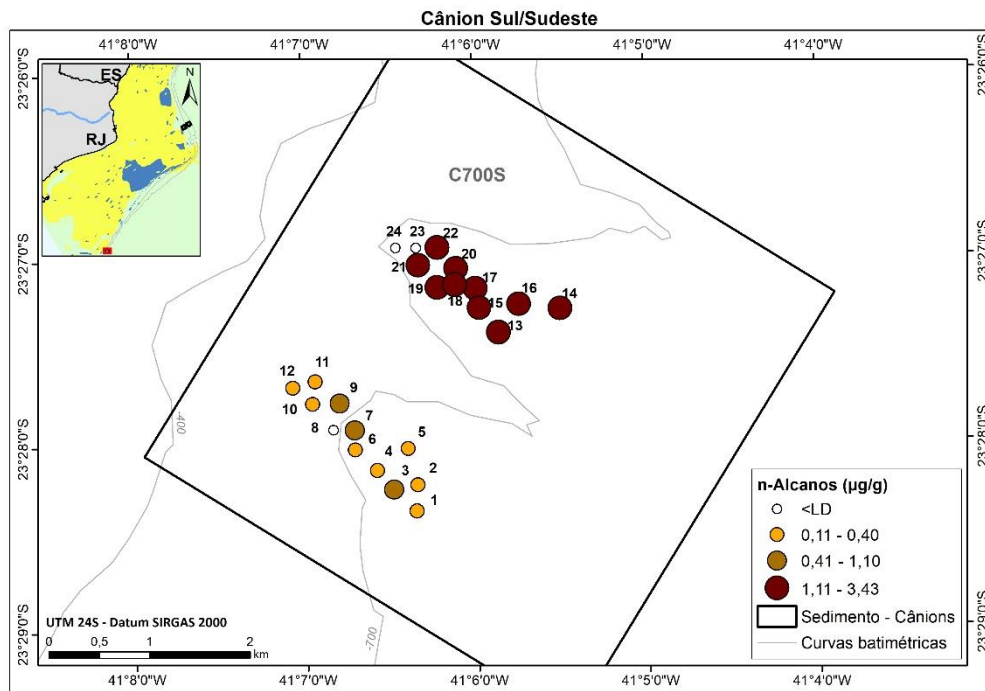 Cânion Sul/Sudeste
41°8'0"W 41°7'0"W 41°6'0"W 41°5'0"W 41°4'0"W
23°26'0"S 23°26'0"S
ES
N
RJ
C700S
24 23 22
20
23°27'0"S 21 23°27'0"S
19 17 16 14
18 15
13
12 11
9
10
7
8 6 5
-400
4
23°28'0"S 23°28'0"S
3 2
1
n-Alcanos (µg/g)
<LD
0,11 - 0,40
0,41 - 1,10
1,11 - 3,43
Sedimento - Cânions
Curvas batimétricas
-700
23°29'0"S 23°29'0"S
UTM 24S - Datum SIRGAS 2000
0 0,5 1 2
km
41°8'0"W 41°7'0"W 41°6'0"W 41°5'0"W 41°4'0"W